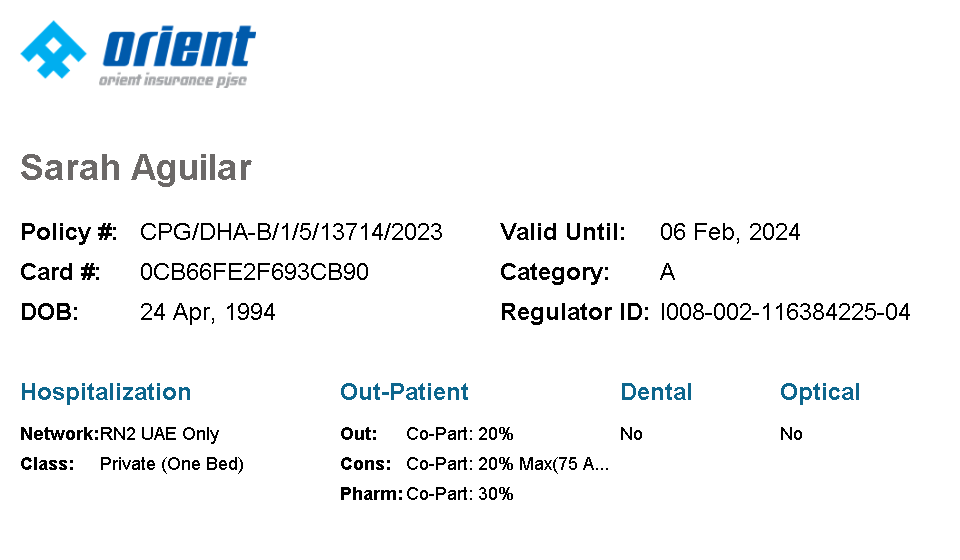 orient
orient insurance pjsc
Sarah Aguilar
Policy #: CPG/DHA-B/1/5/13714/2023 Valid Until: 06 Feb, 2024
Card #: 0CB66FE2F693CB90 Category: A
DOB: 24 Apr, 1994 Regulator ID: I008-002-116384225-04
Hospitalization Out-Patient Dental Optical
Network: RN2 UAE Only Out: Co-Part: 20% No No
Class: Private (One Bed) Cons: Co-Part: 20% Max(75 A...
Pharm: Co-Part: 30%